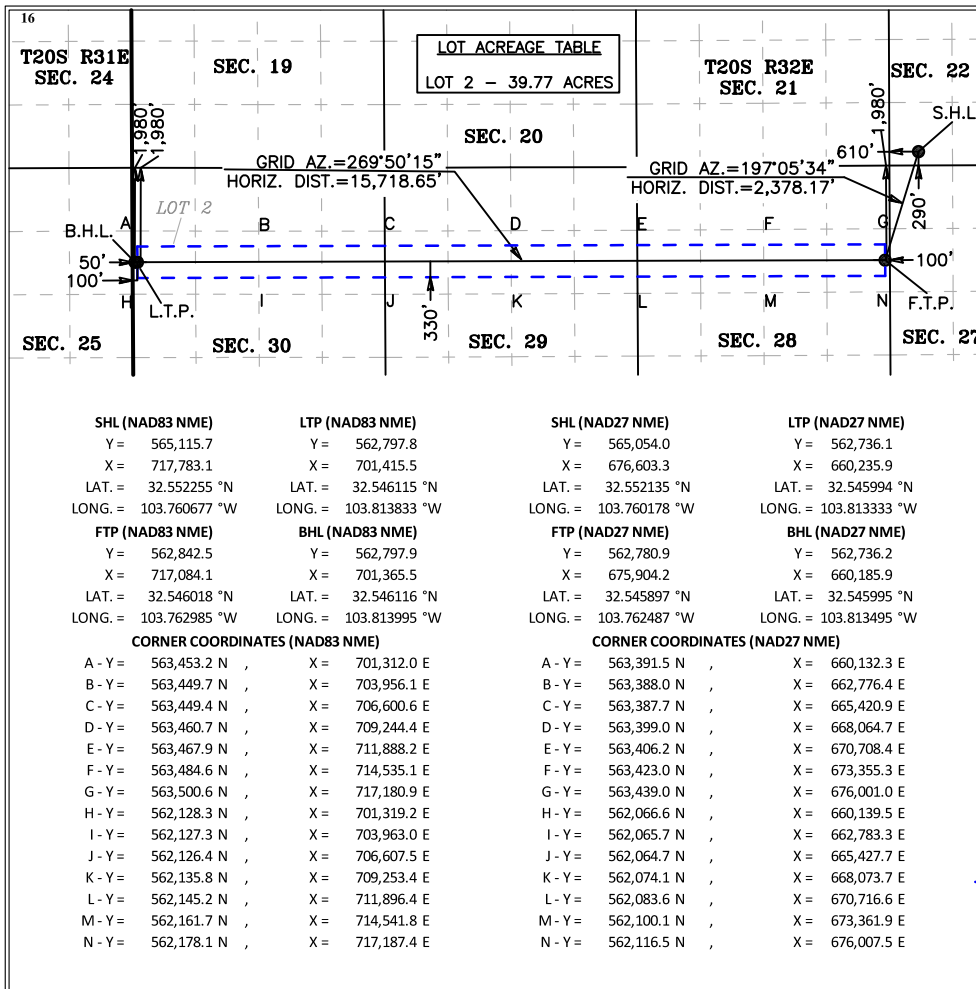 16
T20S R31E
SEC. 24
SEC. 19
LOT ACREAGE TABLE
LOT 2 – 39.77 ACRES
T20S R32E
SEC. 21
SEC. 22
1,980'
1,980'
SEC. 20
1,980'
610'
S.H.L
GRID AZ.=269°50'15"
HORIZ. DIST.=15,718.65'
GRID AZ.=197°05'34"
HORIZ. DIST.=2,378.17'
290'
LOT 2
A B C D E F G
B.H.L.
50'
100'
100'
L.T.P.
F.T.P.
330'
H I J K L M N
SEC. 25
SEC. 30
SEC. 29
SEC. 28
SEC. 27
SHL (NAD83 NME) LTP (NAD83 NME) SHL (NAD27 NME) LTP (NAD27 NME)
Y = 565,115.7 Y = 562,797.8 Y = 565,054.0 Y = 562,736.1
X = 717,783.1 X = 701,415.5 X = 676,603.3 X = 660,235.9
LAT. = 32.552255 °N LAT. = 32.546115 °N LAT. = 32.552135 °N LAT. = 32.545994 °N
LONG. = 103.760677 °W LONG. = 103.813833 °W LONG. = 103.760178 °W LONG. = 103.813333 °W
FTP (NAD83 NME) BHL (NAD83 NME) FTP (NAD27 NME) BHL (NAD27 NME)
Y = 562,842.5 Y = 562,797.9 Y = 562,780.9 Y = 562,736.2
X = 717,084.1 X = 701,365.5 X = 675,904.2 X = 660,185.9
LAT. = 32.546018 °N LAT. = 32.546116 °N LAT. = 32.545897 °N LAT. = 32.545995 °N
LONG. = 103.762985 °W LONG. = 103.813995 °W LONG. = 103.762487 °W LONG. = 103.813495 °W
CORNER COORDINATES (NAD83 NME) CORNER COORDINATES (NAD27 NME)
A - Y = 563,453.2 N , X = 701,312.0 E A - Y = 563,391.5 N , X = 660,132.3 E
B - Y = 563,449.7 N , X = 703,956.1 E B - Y = 563,388.0 N , X = 662,776.4 E
C - Y = 563,449.4 N , X = 706,600.6 E C - Y = 563,387.7 N , X = 665,420.9 E
D - Y = 563,460.7 N , X = 709,244.4 E D - Y = 563,399.0 N , X = 668,064.7 E
E - Y = 563,467.9 N , X = 711,888.2 E E - Y = 563,406.2 N , X = 670,708.4 E
F - Y = 563,484.6 N , X = 714,535.1 E F - Y = 563,423.0 N , X = 673,355.3 E
G - Y = 563,500.6 N , X = 717,180.9 E G - Y = 563,439.0 N , X = 676,001.0 E
H - Y = 562,128.3 N , X = 701,319.2 E H - Y = 562,066.6 N , X = 660,139.5 E
I - Y = 562,127.3 N , X = 703,963.0 E I - Y = 562,065.7 N , X = 662,783.3 E
J - Y = 562,126.4 N , X = 706,607.5 E J - Y = 562,064.7 N , X = 665,427.7 E
K - Y = 562,135.8 N , X = 709,253.4 E K - Y = 562,074.1 N , X = 668,073.7 E
L - Y = 562,145.2 N , X = 711,896.4 E L - Y = 562,083.6 N , X = 670,716.6 E
M - Y = 562,161.7 N , X = 714,541.8 E M - Y = 562,100.1 N , X = 673,361.9 E
N - Y = 562,178.1 N , X = 717,187.4 E N - Y = 562,116.5 N , X = 676,007.5 E